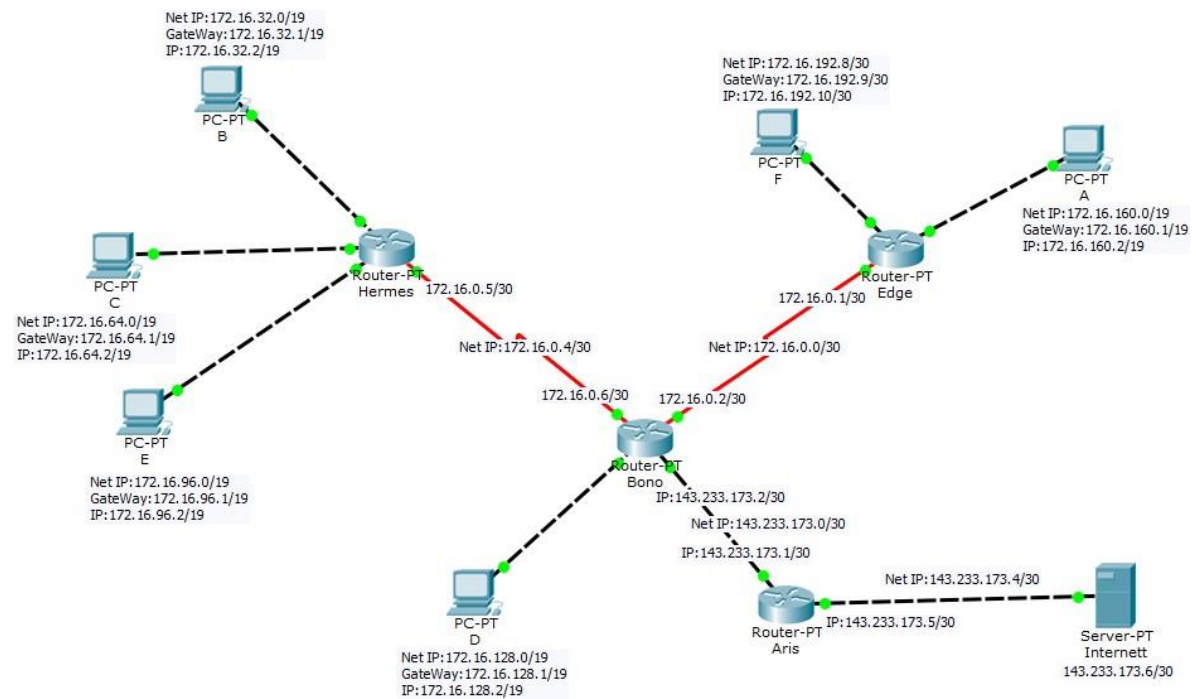 Net IP:172.16.32.0/19
GateWay:172.16.32.1/19
IP:172.16.32.2/19
PC-PT
B
Net IP:172.16.192.8/30
GateWay:172.16.192.9/30
IP:172.16.192.10/30
PC-PT
F
PC-PT
A
Net IP:172.16.160.0/19
GateWay:172.16.160.1/19
IP:172.16.160.2/19
PC-PT
C
Net IP:172.16.64.0/19
GateWay:172.16.64.1/19
IP:172.16.64.2/19
Router-PT
Hermes
172.16.0.5/30
Router-PT
Edge
172.16.0.1/30
Net IP:172.16.0.4/30
Net IP:172.16.0.0/30
172.16.0.6/30
172.16.0.2/30
PC-PT
E
Net IP:172.16.96.0/19
GateWay:172.16.96.1/19
IP:172.16.96.2/19
Router-PT
Bono
IP:143.233.173.2/30
Net IP:143.233.173.0/30
IP:143.233.173.1/30
PC-PT
D
Net IP:172.16.128.0/19
GateWay:172.16.128.1/19
IP:172.16.128.2/19
Router-PT
Aris
Net IP:143.233.173.4/30
IP:143.233.173.5/30
Server-PT
Internett
143.233.173.6/30